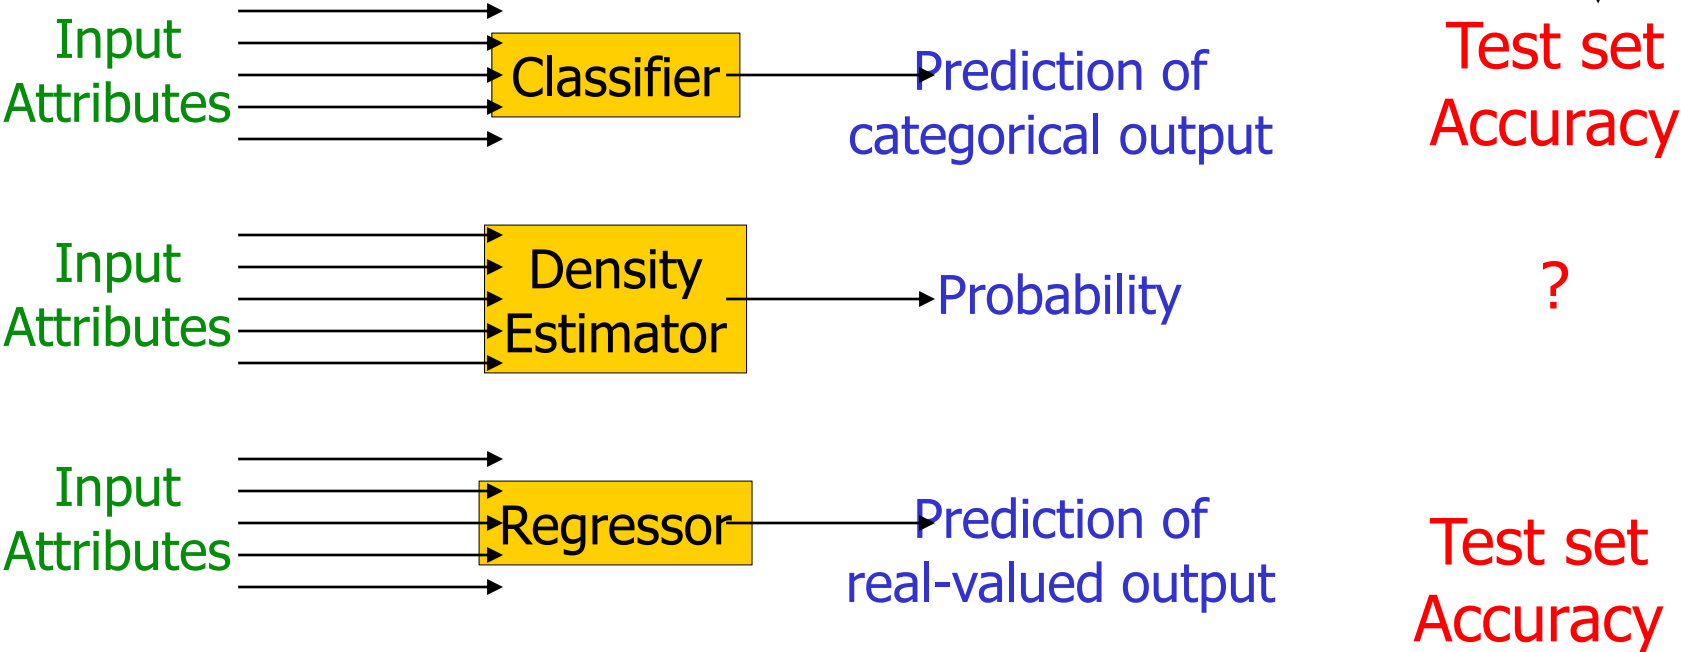 Input
Attributes
Classifier
Prediction of
categorical output
Test set
Accuracy
Input
Attributes
Density
Estimator
Probability
?
Input
Attributes
Regressor
Prediction of
real-valued output
Test set
Accuracy